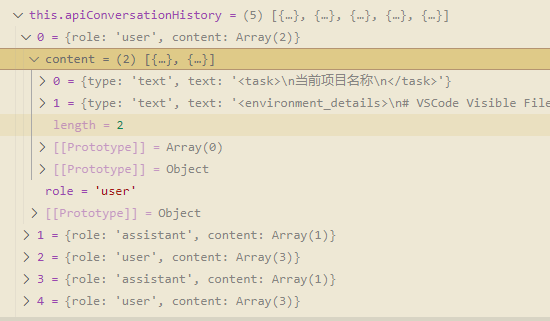 this.apiConversationHistory = (5) [{…}, {…}, {…}, {…}, {…}]
0 = {role: 'user', content: Array(2)}
content = (2) [{…}, {…}]
0 = {type: 'text', text: '<task>\n当前项目名称\n</task>'}
1 = {type: 'text', text: '<environment_details>\n# VSCode Visible File
length = 2
[[Prototype]] = Array(0)
[[Prototype]] = Object
role = 'user'
[[Prototype]] = Object
1 = {role: 'assistant', content: Array(1)}
2 = {role: 'user', content: Array(3)}
3 = {role: 'assistant', content: Array(1)}
4 = {role: 'user', content: Array(3)}